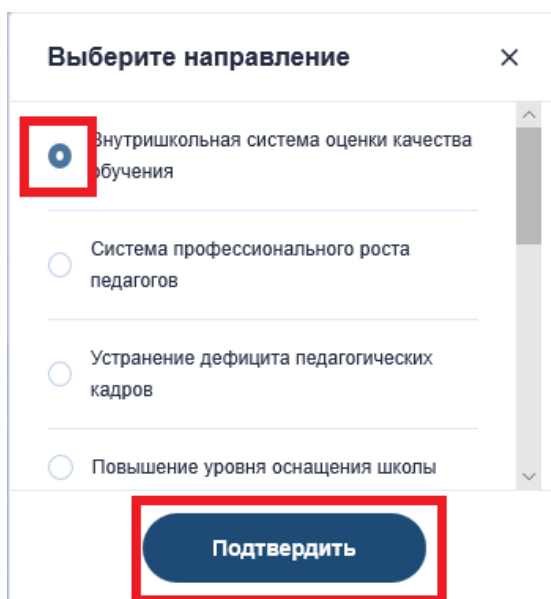 Выберите направление
Внутришкольная система оценки качества
обучения
Система профессионального роста
педагогов
Устранение дефицита педагогических
кадров
Повышение уровня оснащения школы
Подтвердить